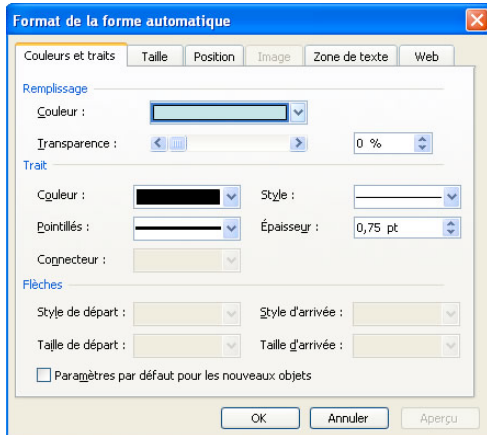 Format de la forme automatique
Couleurs et traits Taille Position Image Zone de texte Web
Remplissage
Couleur :
Transparence : 0 %
Trait
Couleur : Style :
Pointillés : Épaisseur : 0,75 pt
Connecteur :
Flèches
Style de départ : Style d'arrivée :
Taille de départ : Taille d'arrivée :
Paramètres par défaut pour les nouveaux objets
OK Annuler Aperçu